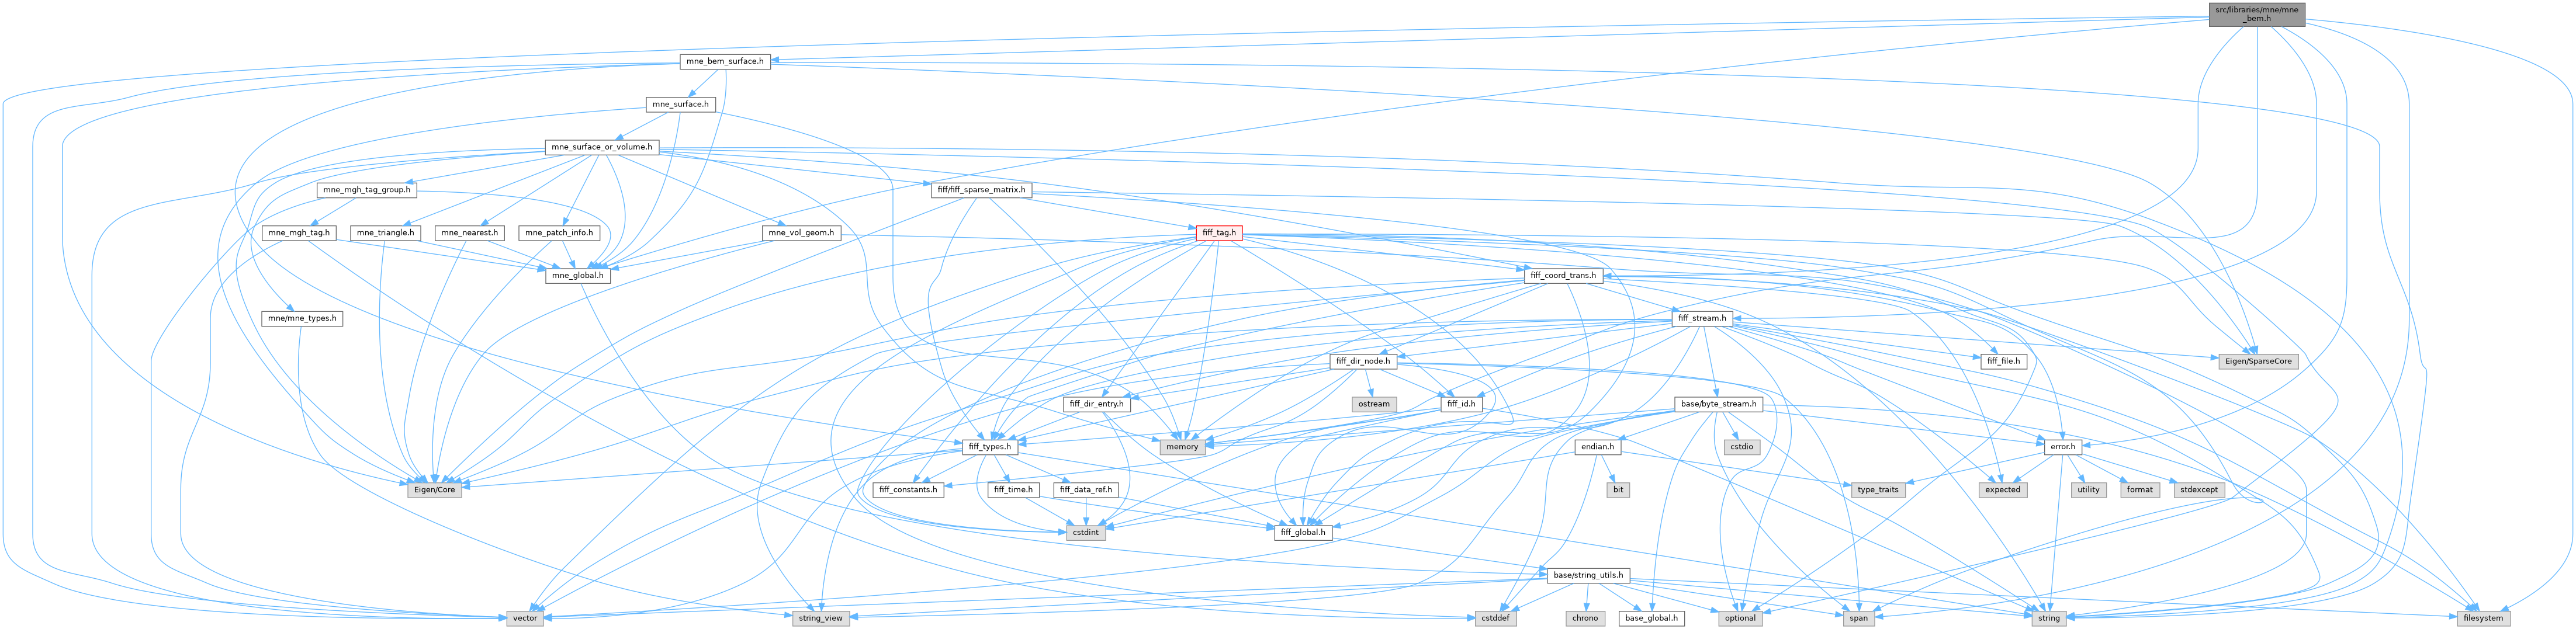 src/libraries/mne/mne
_bem.h
mne_bem_surface.h
mne_surface.h
mne_surface_or_volume.h
mne_mgh_tag_group.h
fiff/fiff_sparse_matrix.h
mne_mgh_tag.h
mne_triangle.h
mne_nearest.h
mne_patch_info.h
mne_vol_geom.h
fiff_tag.h
mne_global.h
fiff_coord_trans.h
mne/mne_types.h
fiff_stream.h
fiff_dir_node.h
fiff_file.h
Eigen/SparseCore
fiff_dir_entry.h
ostream
fiff_id.h
base/byte_stream.h
fiff_types.h
memory
endian.h
cstdio
error.h
Eigen/Core
fiff_constants.h
fiff_time.h
fiff_data_ref.h
bit
type_traits
expected
utility
format
stdexcept
cstdint
fiff_global.h
base/string_utils.h
vector
string_view
cstddef
chrono
base_global.h
optional
span
string
filesystem